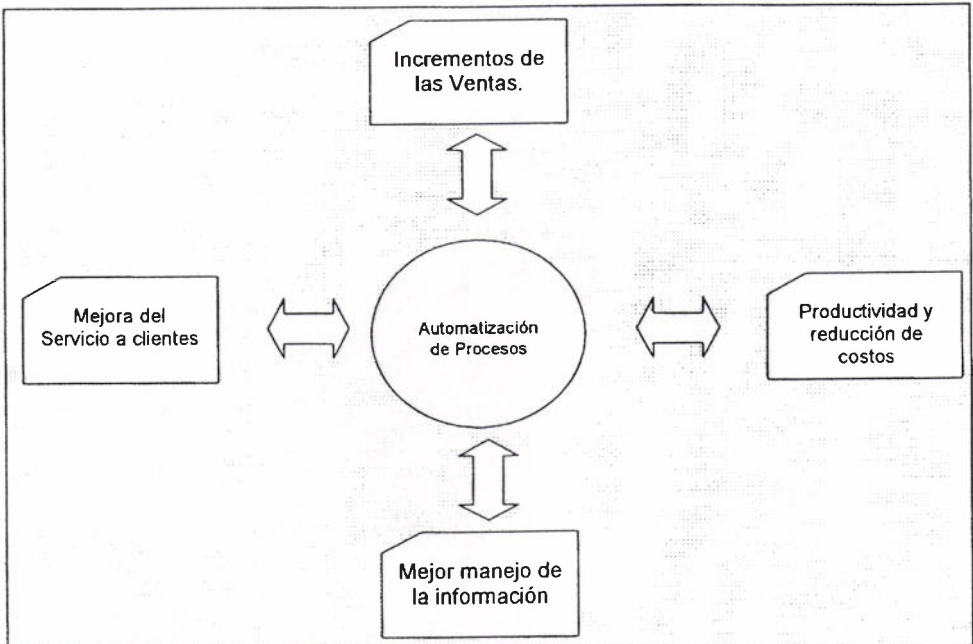 Incrementos de
las Ventas.
Mejora del
Servicio a clientes
Automatización
de Procesos
Productividad y
reducción de
costos
Mejor manejo de
la información